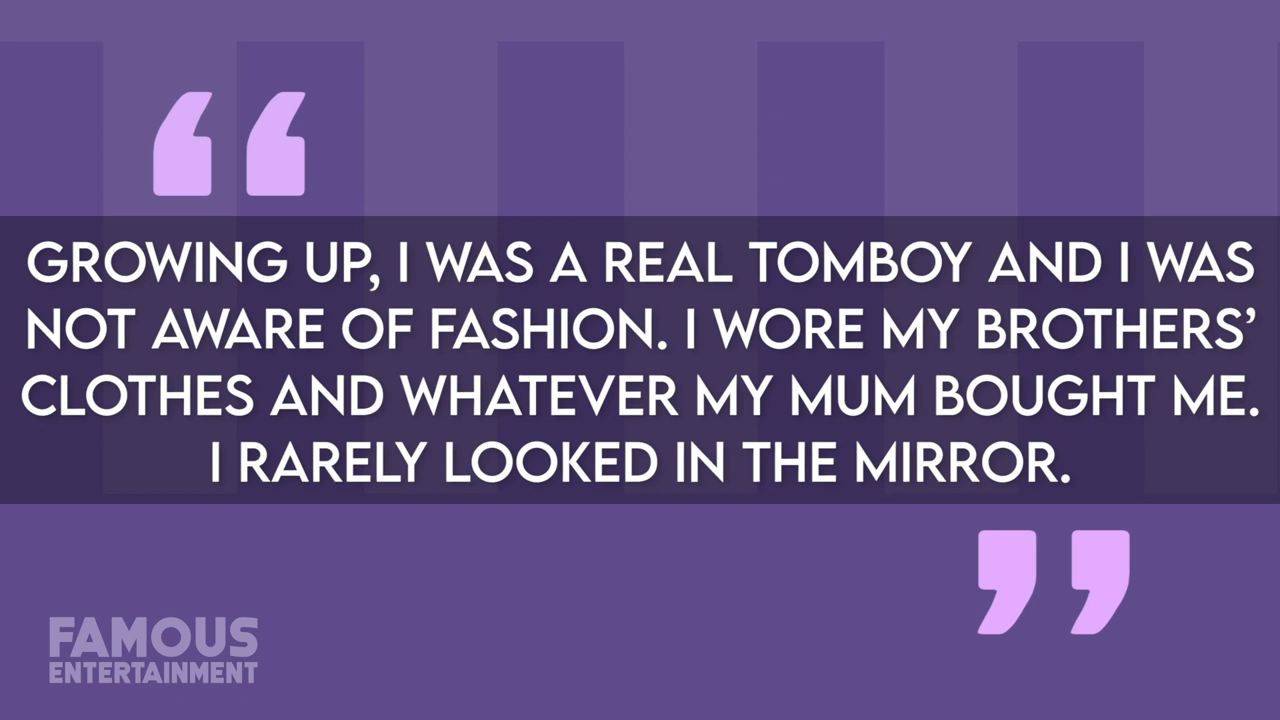 “
GROWING UP, I WAS A REAL TOMBOY AND I WAS
NOT AWARE OF FASHION. I WORE MY BROTHERS’
CLOTHES AND WHATEVER MY MUM BOUGHT ME.
I RARELY LOOKED IN THE MIRROR.
”
FAMOUS
ENTERTAINMENT